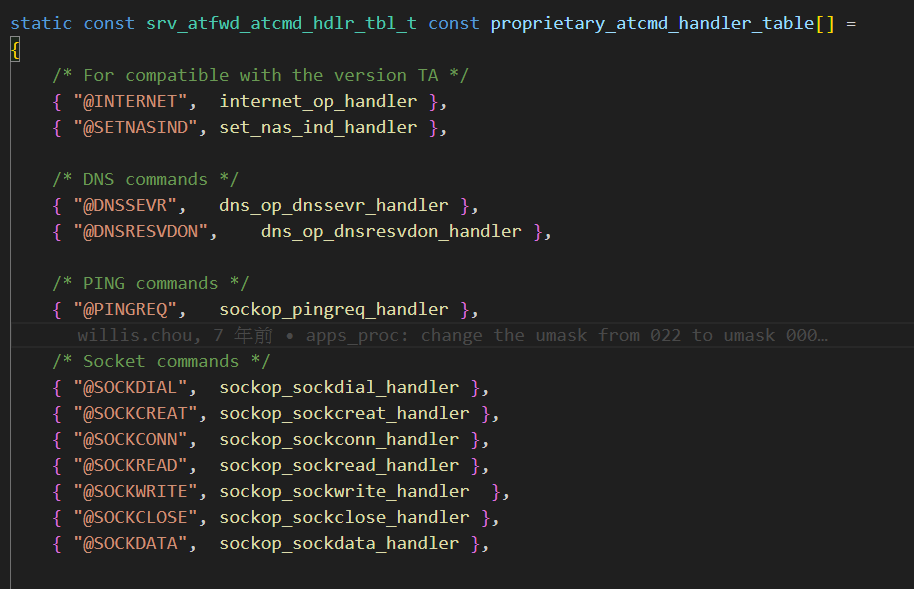 static const srv_atfwd_atcmd_hdlr_tbl_t const proprietary_atcmd_handler_table[] =
{
    /* For compatible with the version TA */
    { "@INTERNET",  internet_op_handler },
    { "@SETNASIND", set_nas_ind_handler },
    /* DNS commands */
    { "@DNSSEVR",   dns_op_dnssevr_handler },
    { "@DNSRESVDON",    dns_op_dnsresvdon_handler },
    /* PING commands */
    { "@PINGREQ",   sockop_pingreq_handler },
willis.chou, 7 年前 • apps_proc: change the umask from 022 to umask 000…
    /* Socket commands */
    { "@SOCKDIAL",  sockop_sockdial_handler },
    { "@SOCKCREAT", sockop_sockcreat_handler },
    { "@SOCKCONN",  sockop_sockconn_handler },
    { "@SOCKREAD",  sockop_sockread_handler },
    { "@SOCKWRITE", sockop_sockwrite_handler  },
    { "@SOCKCLOSE", sockop_sockclose_handler },
    { "@SOCKDATA",  sockop_sockdata_handler },